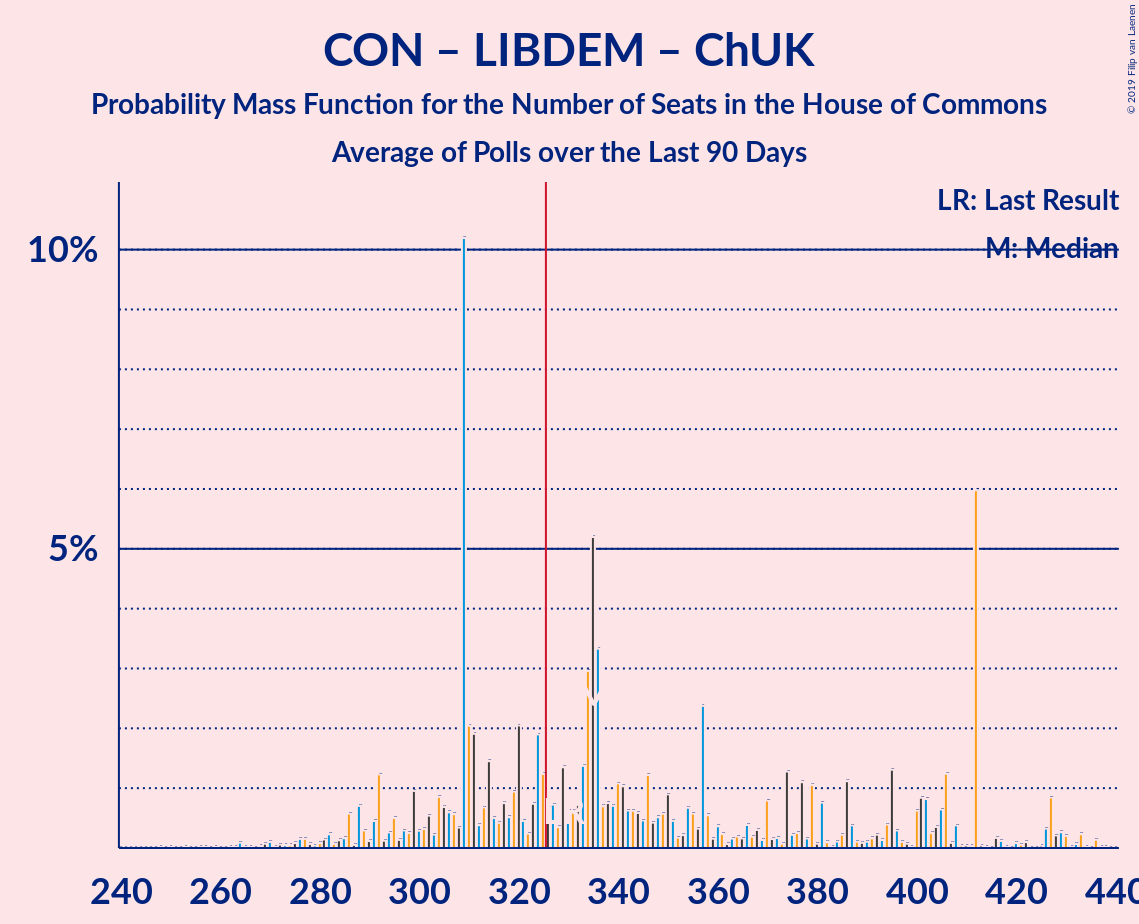 CON – LIBDEM – ChUK
Probability Mass Function for the Number of Seats in the House of Commons
Average of Polls over the Last 90 Days
© 2019 Filip van Laenen
LR: Last Result
M: Median
10%
5%
240 260 280 300 320 340 360 380 400 420 440